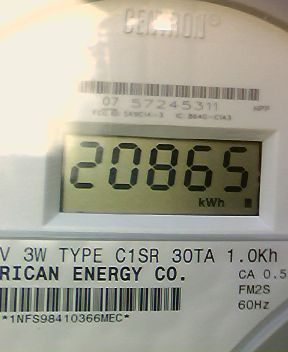 CENTRON®
07 57245311
20865
kWh
V 3W TYPE C1SR 30TA 1.0Kh
RICAN ENERGY CO.
CA 0.5
FM2S
60Hz
*1NFS98410366MEC*